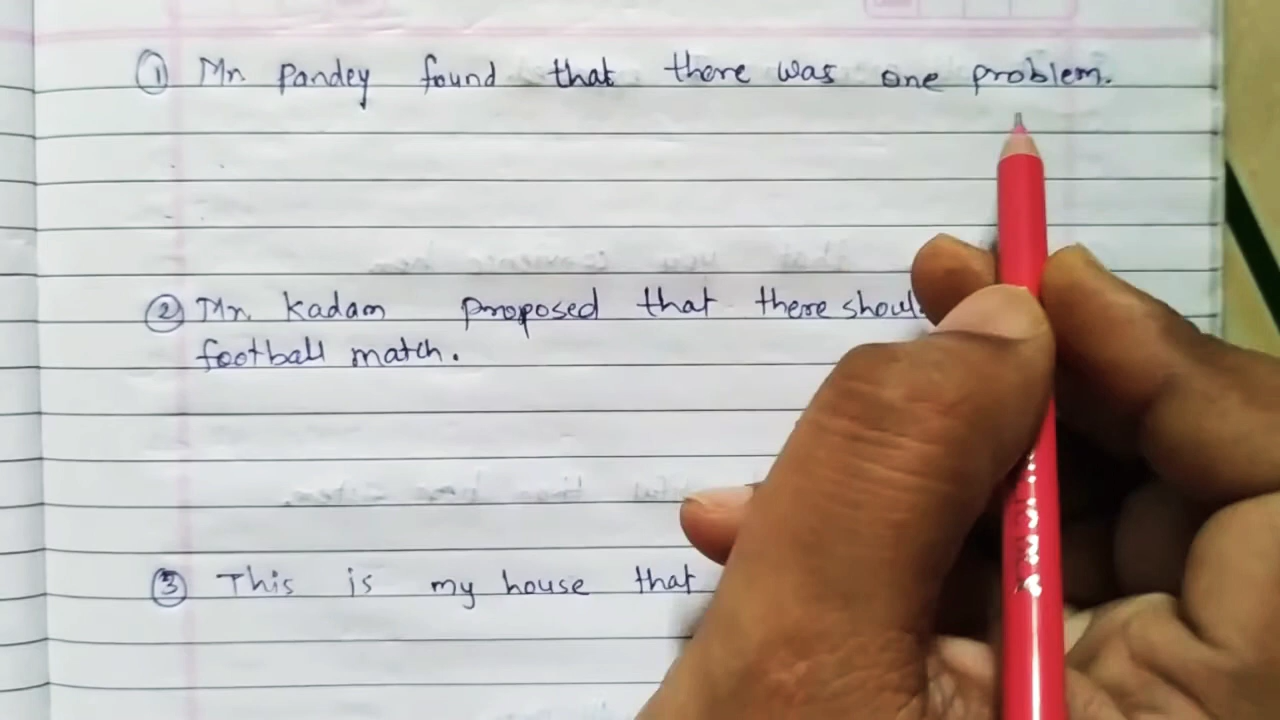 ① Mr. Pandey found that there was one problem.
② Mr. Kadam proposed that there
football match.
③ This is my house that